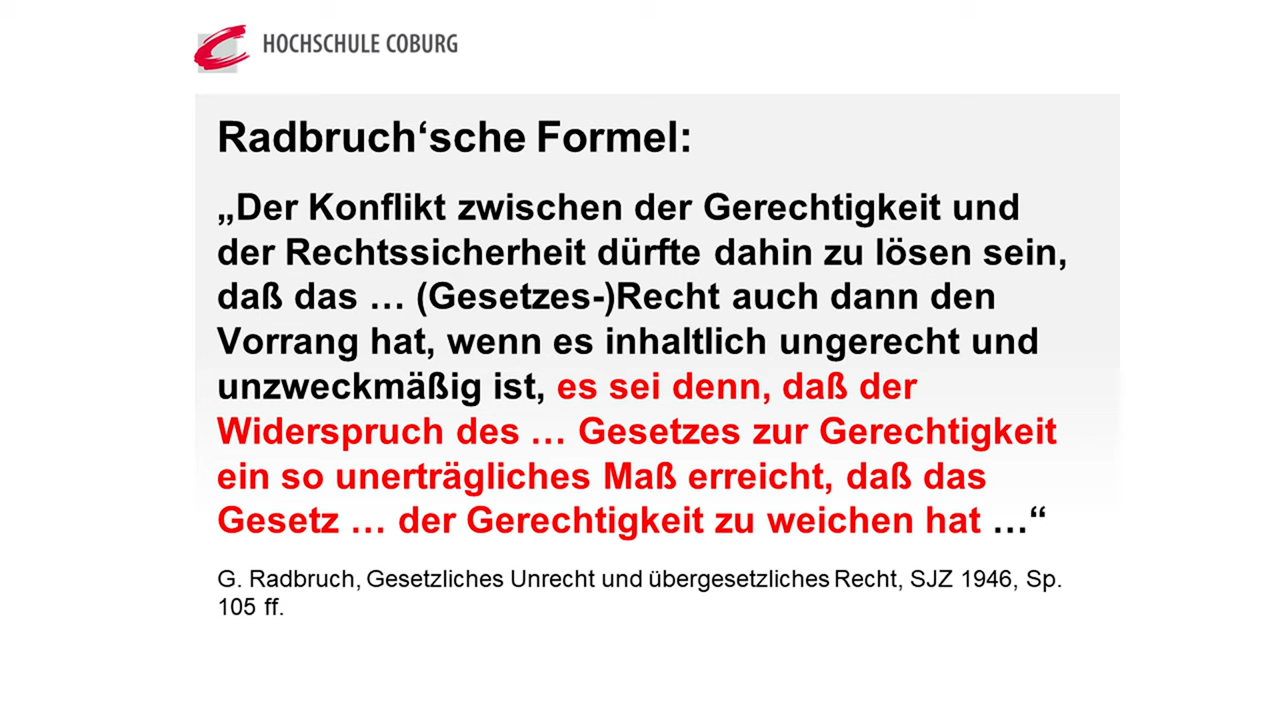 HOCHSCHULE COBURG
Radbruch‘sche Formel:
„Der Konflikt zwischen der Gerechtigkeit und
der Rechtssicherheit dürfte dahin zu lösen sein,
daß das … (Gesetzes-)Recht auch dann den
Vorrang hat, wenn es inhaltlich ungerecht und
unzweckmäßig ist, es sei denn, daß der
Widerspruch des … Gesetzes zur Gerechtigkeit
ein so unerträgliches Maß erreicht, daß das
Gesetz … der Gerechtigkeit zu weichen hat …“
G. Radbruch, Gesetzliches Unrecht und übergesetzliches Recht, SJZ 1946, Sp.
105 ff.